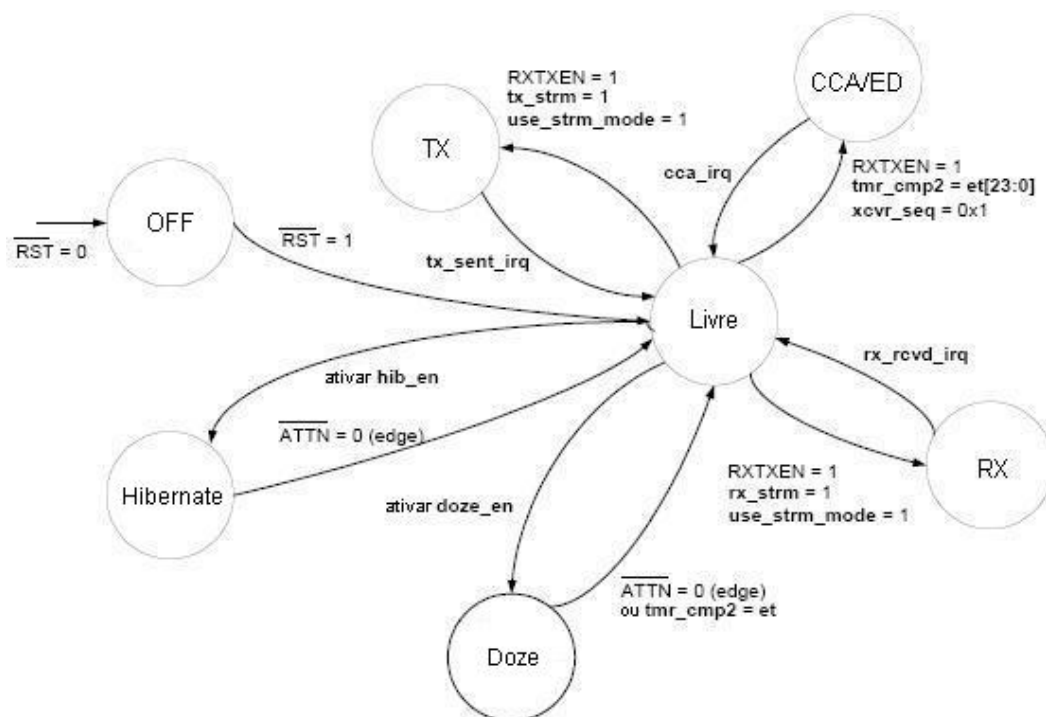 RXTXEN = 1
tx_strm = 1
use_strm_mode = 1
CCA/ED
TX
cca_irq
RXTXEN = 1
tmr_cmp2 = et[23:0]
xcvr_seq = 0x1
OFF
RST = 0
RST = 1
tx_sent_irq
Livre
rx_rcvd_irq
ativar hib_en
ATTN = 0 (edge)
Hibernate
RXTXEN = 1
rx_strm = 1
use_strm_mode = 1
RX
ativar doze_en
ATTN = 0 (edge)
ou tmr_cmp2 = et
Doze